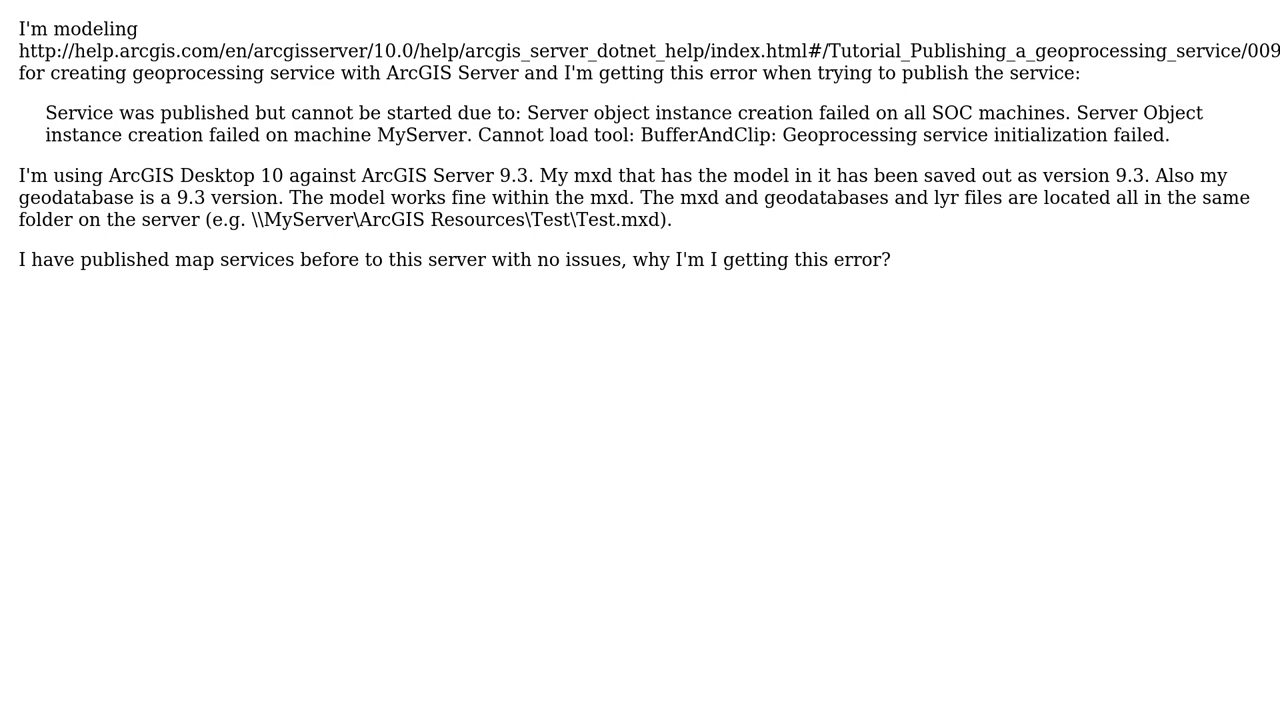 I'm modeling
http://help.arcgis.com/en/arcgisserver/10.0/help/arcgis_server_dotnet_help/index.html#/Tutorial_Publishing_a_geoprocessing_service/009
for creating geoprocessing service with ArcGIS Server and I'm getting this error when trying to publish the service:
Service was published but cannot be started due to: Server object instance creation failed on all SOC machines. Server Object
instance creation failed on machine MyServer. Cannot load tool: BufferAndClip: Geoprocessing service initialization failed.
I'm using ArcGIS Desktop 10 against ArcGIS Server 9.3. My mxd that has the model in it has been saved out as version 9.3. Also my
geodatabase is a 9.3 version. The model works fine within the mxd. The mxd and geodatabases and lyr files are located all in the same
folder on the server (e.g. \\MyServer\ArcGIS Resources\Test\Test.mxd).
I have published map services before to this server with no issues, why I'm I getting this error?